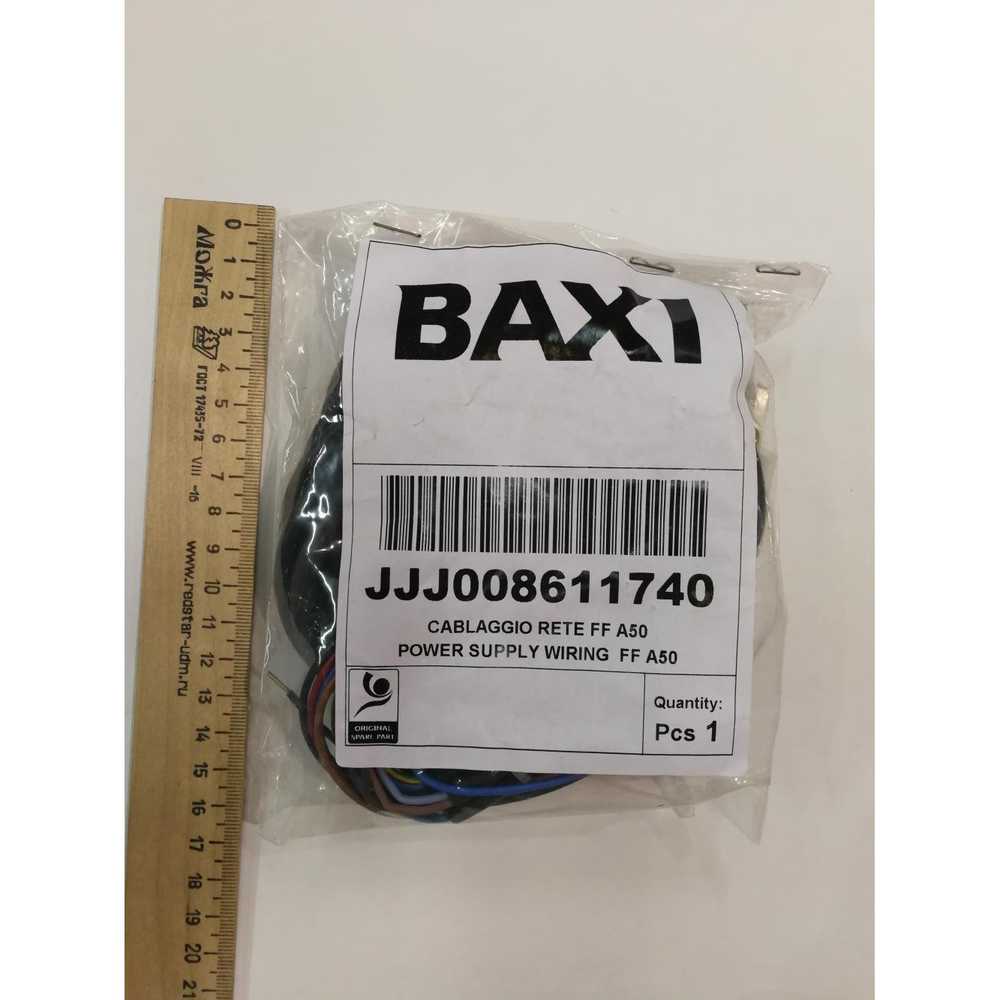 BAXI
JJJ008611740
CABLAGGIO RETE FF A50
POWER SUPPLY WIRING FF A50
ORIGINAL
SPARE PART
Quantity:
Pcs 1
Можга
ГОСТ 17435-72 VIII -16
www.redstar-udm.ru
0
1
2
3
4
5
6
7
8
9
10
11
12
13
14
15
16
17
18
19
20
21